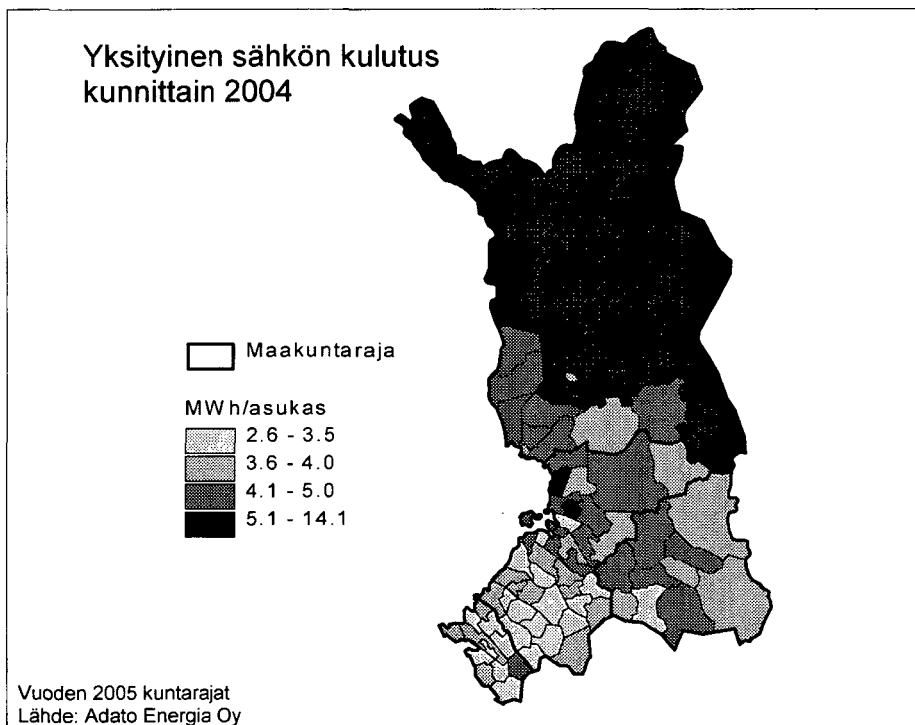 Yksityinen sähkön kulutus
kunnittain 2004
Maakuntaraja
MWh/asukas
2.6 - 3.5
3.6 - 4.0
4.1 - 5.0
5.1 - 14.1
Vuoden 2005 kuntarajat
Lähde: Adato Energia Oy